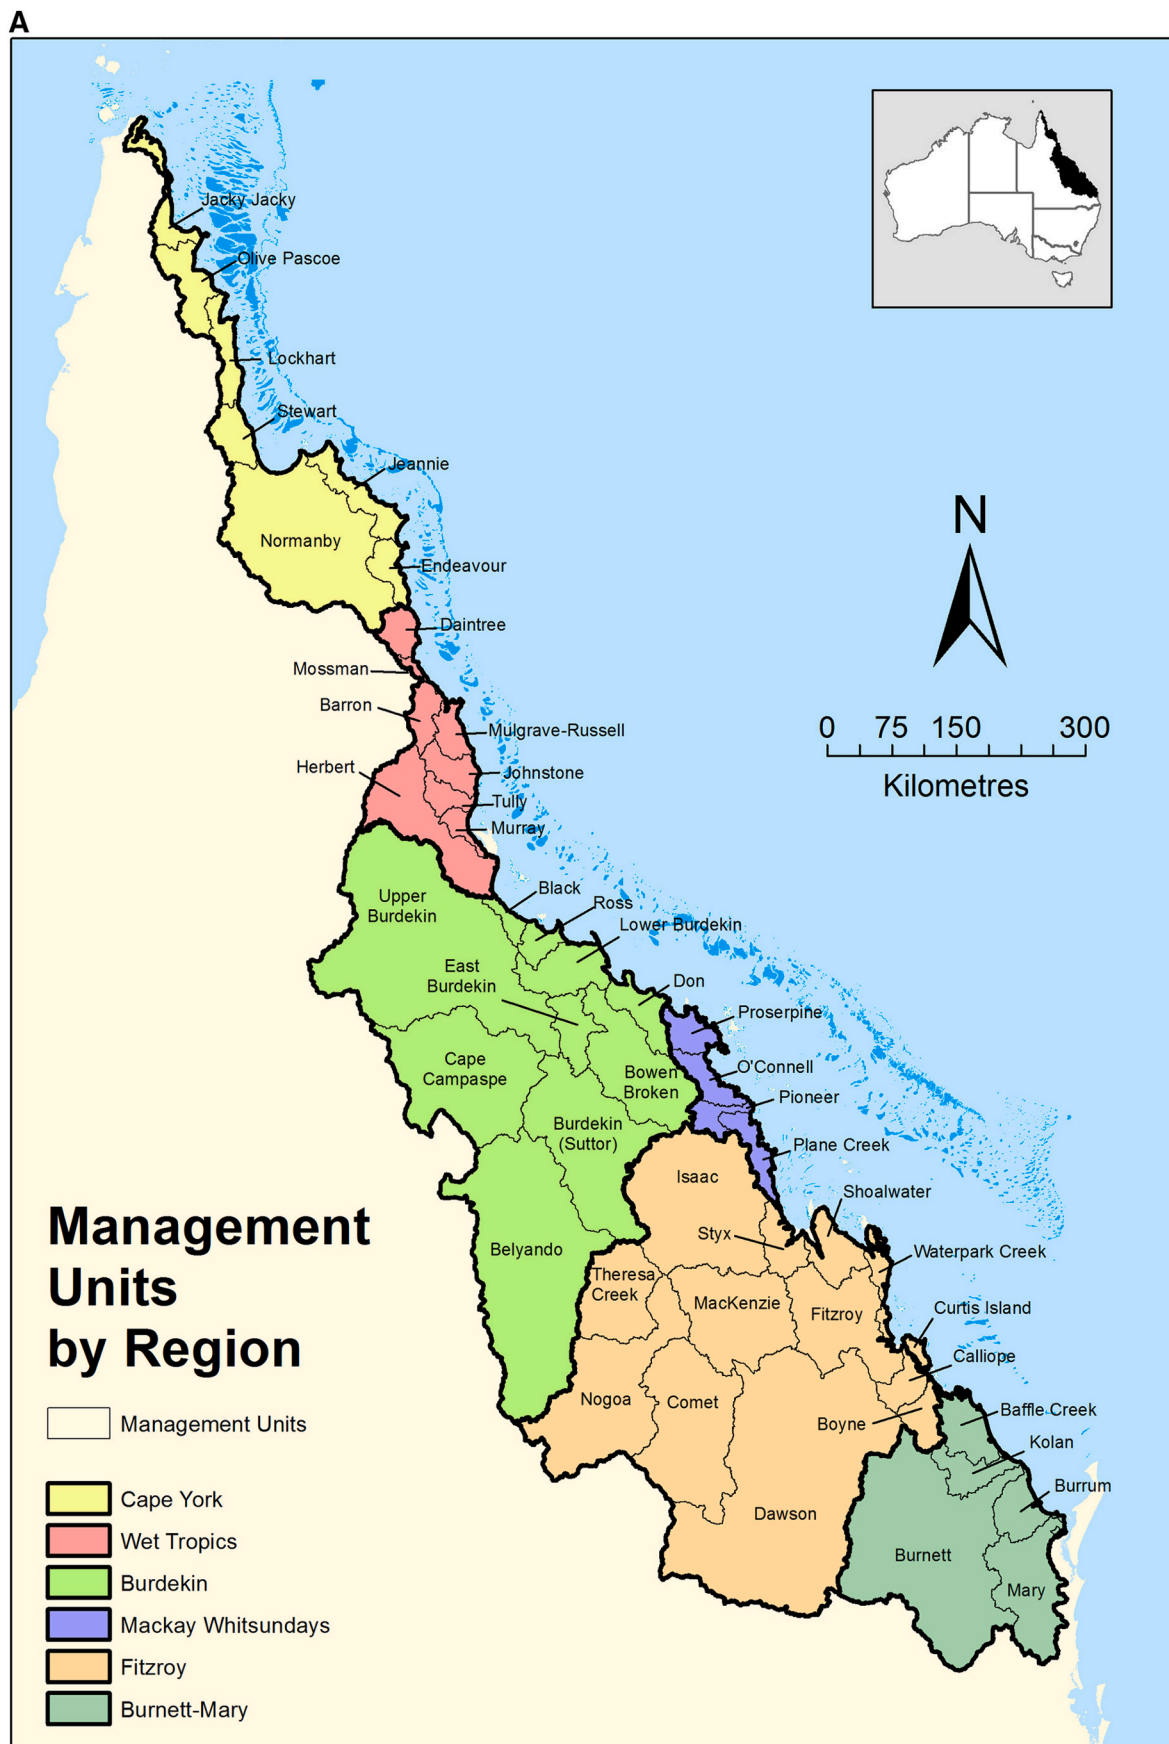 A
Jacky Jacky
Olive Pascoe
Lockhart
Stewart
Jeannie
Normanby
Endeavour
Daintree
Mossman
Barron
Mulgrave-Russell
Herbert
Johnstone
Tully
Murray
N
0 75 150 300
Kilometres
Black
Upper
Burdekin
Ross
Lower Burdekin
East
Burdekin
Don
Proserpine
Cape
Campaspe
Bowen
Broken
O'Connell
Pioneer
Burdekin
(Suttor)
Plane Creek
Isaac
Shoalwater
Styx
Belyando
Waterpark Creek
Theresa
Creek
MacKenzie
Fitzroy
Curtis Island
Calliope
Nogoa
Comet
Boyne
Baffle Creek
Kolan
Burrum
Dawson
Burnett
Mary
Management
Units
by Region
Management Units
Cape York
Wet Tropics
Burdekin
Mackay Whitsundays
Fitzroy
Burnett-Mary